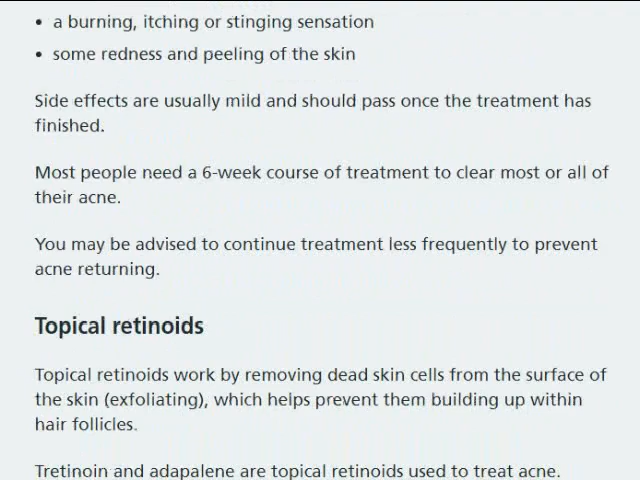 • a burning, itching or stinging sensation
• some redness and peeling of the skin
Side effects are usually mild and should pass once the treatment has
finished.
Most people need a 6-week course of treatment to clear most or all of
their acne.
You may be advised to continue treatment less frequently to prevent
acne returning.
Topical retinoids
Topical retinoids work by removing dead skin cells from the surface of
the skin (exfoliating), which helps prevent them building up within
hair follicles.
Tretinoin and adapalene are topical retinoids used to treat acne.